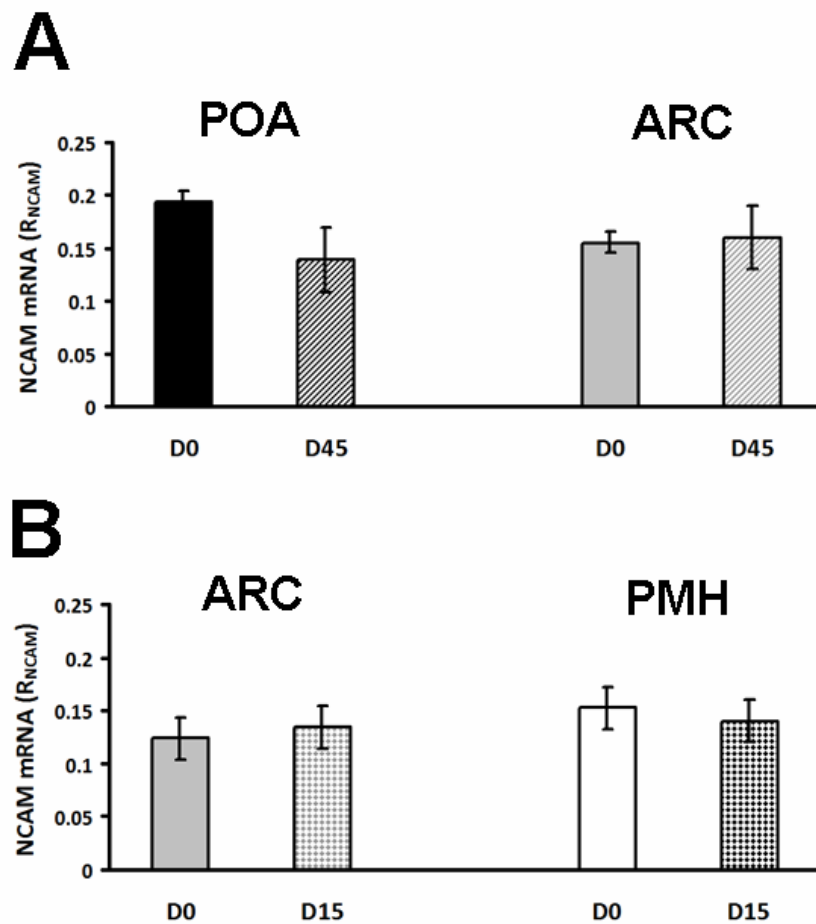 A
POA ARC
NCAM mRNA (RNCAM)
0.25
0.2
0.15
0.1
0.05
0
D0 D45 D0 D45
B
ARC PMH
NCAM mRNA (RNCAM)
0.25
0.2
0.15
0.1
0.05
0
D0 D15 D0 D15